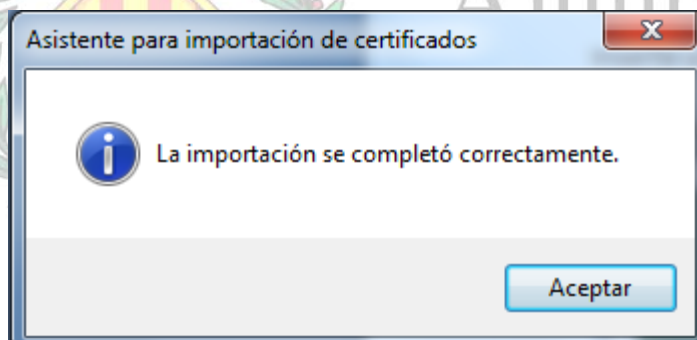 Asistente para importación de certificados
La importación se completó correctamente.
Aceptar